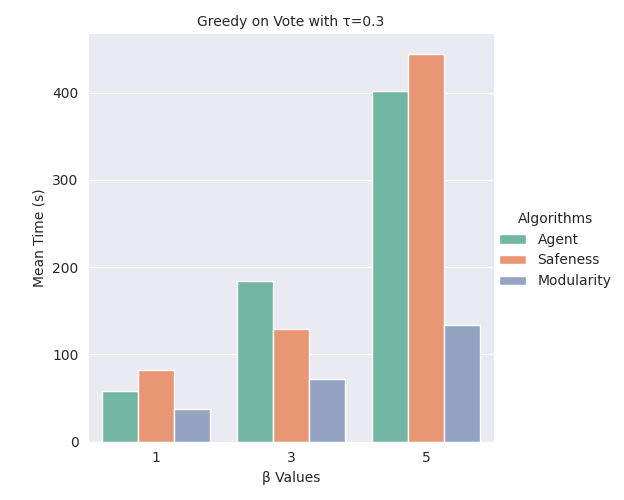 Greedy on Vote with τ=0.3
Mean Time (s)
400
300
200
100
0
1
3
5
β Values
Algorithms
Agent
Safeness
Modularity